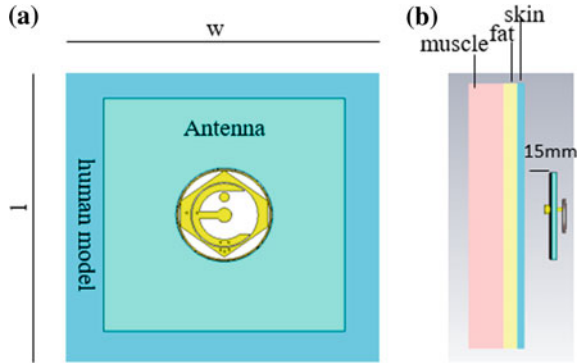 (a)
w
l
human model
Antenna
(b)
skin
fat
muscle
15mm